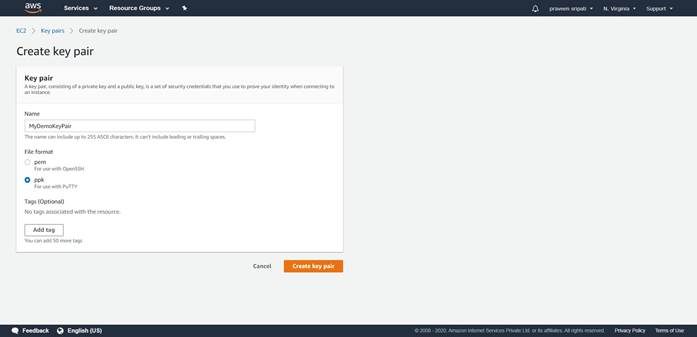 aws
Services
Resource Groups
praveen sripati
N. Virginia
Support
EC2 > Key pairs > Create key pair
Create key pair
Key pair
A key pair, consisting of a private key and a public key, is a set of security credentials that you use to prove your identity when connecting to
an instance.
Name
MyDemoKeyPair
The name can include up to 255 ASCII characters. It can't include leading or trailing spaces.
File format
pem
For use with OpenSSH
ppk
For use with PuTTY
Tags (Optional)
No tags associated with the resource.
Add tag
You can add 50 more tags
Cancel
Create key pair
Feedback
English (US)
© 2008 - 2020, Amazon Internet Services Private Ltd. or its affiliates. All rights reserved.
Privacy Policy
Terms of Use